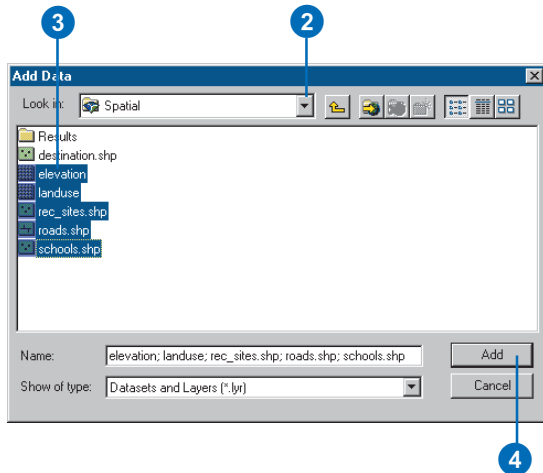 3
2
Add Data
Look in: Spatial
Results
destination.shp
elevation
landuse
rec_sites.shp
roads.shp
schools.shp
Name: elevation; landuse; rec_sites.shp; roads.shp; schools.shp Add
Show of type: Datasets and Layers (*.lyr) Cancel
4